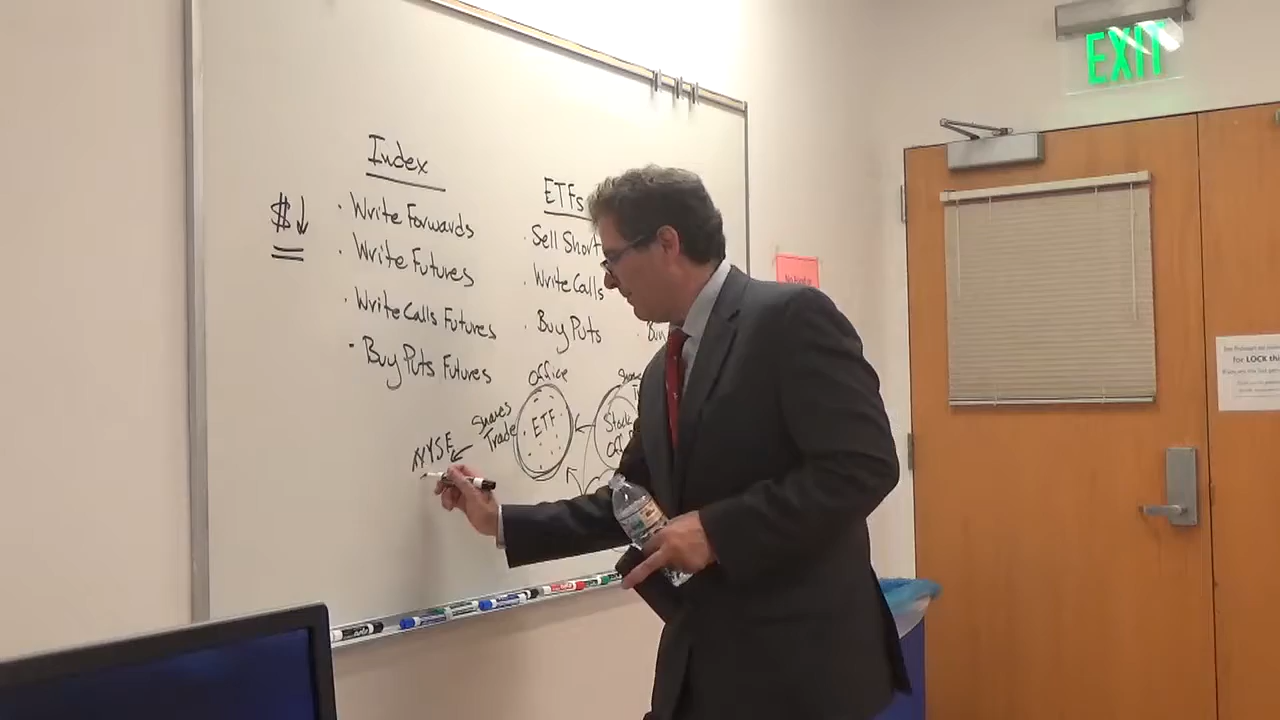 Index
$↓
· Write Forwards
· Write Futures
· Write Calls Futures
· Buy Puts Futures
ETFs
· Sell Short
· Write Calls
· Buy Puts
Office
ETF
Shares
Trade
NYSE
Stock
EXIT
for LOCK